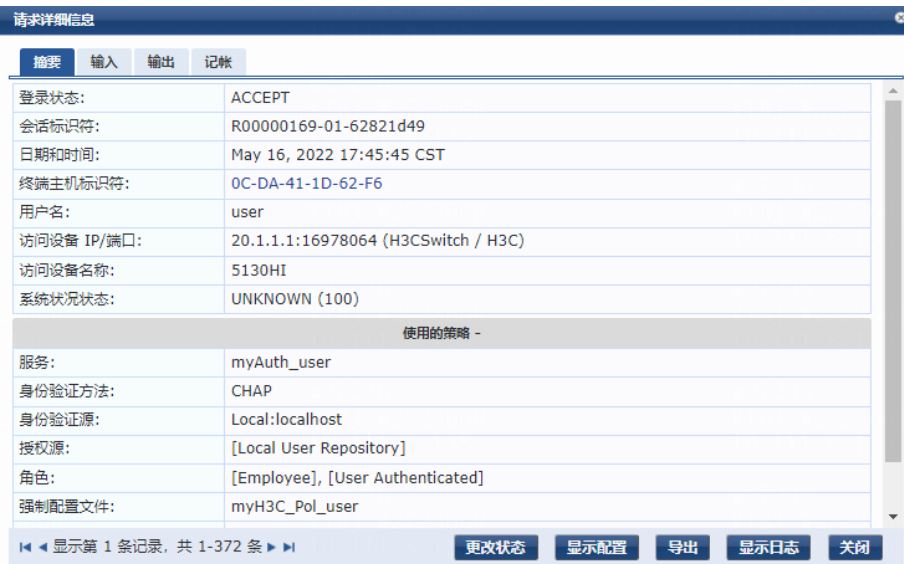 请求详细信息
摘要 输入 输出 记帐
登录状态: ACCEPT
会话标识符: R00000169-01-62821d49
日期和时间: May 16, 2022 17:45:45 CST
终端主机标识符: 0C-DA-41-1D-62-F6
用户名: user
访问设备 IP/端口: 20.1.1.1:16978064 (H3CSwitch / H3C)
访问设备名称: 5130HI
系统状况状态: UNKNOWN (100)
使用的策略 -
服务: myAuth_user
身份验证方法: CHAP
身份验证源: Local:localhost
授权源: [Local User Repository]
角色: [Employee], [User Authenticated]
强制配置文件: myH3C_Pol_user
显示第 1 条记录, 共 1-372 条 更改状态 显示配置 导出 显示日志 关闭